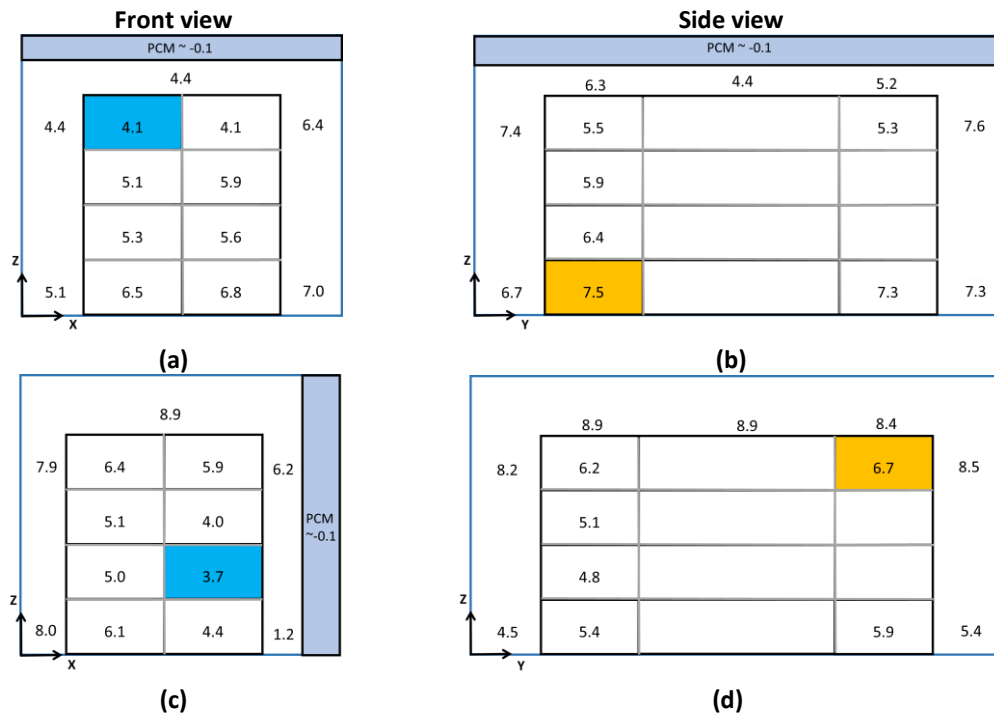 Front view
Side view
PCM ~ -0.1
PCM ~ -0.1
4.4
6.3 4.4 5.2
4.4 4.1 4.1 6.4
7.4 5.5 5.3 7.6
5.1 5.9
5.9
5.3 5.6
6.4
Z
Z
5.1 6.5 6.8 7.0
6.7 7.5 7.3 7.3
X
Y
(a)
(b)
8.9
8.9 8.9 8.4
7.9 6.4 5.9 6.2
8.2 6.2 6.7 8.5
5.1 4.0
5.1
PCM
~-0.1
5.0 3.7
4.8
Z
Z
8.0 6.1 4.4 1.2
4.5 5.4 5.9 5.4
X
Y
(c)
(d)